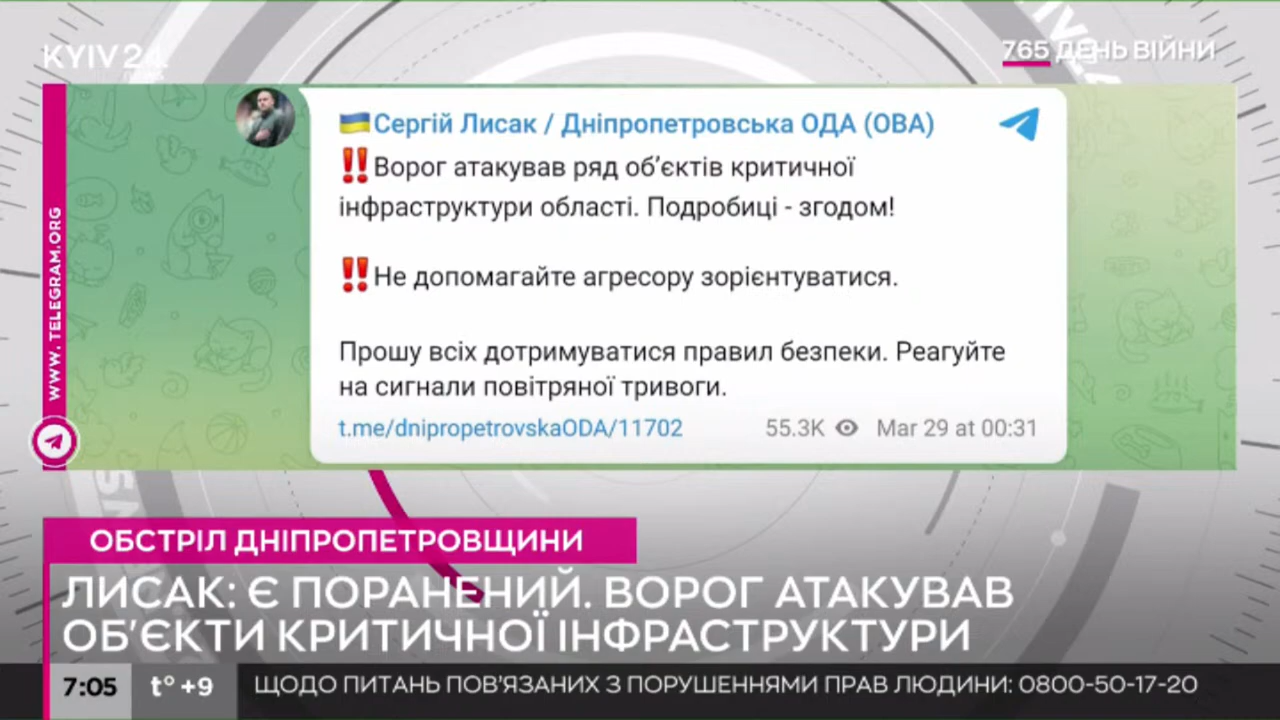 KYIV 24
765 ДЕНЬ ВІЙНИ
WWW. TELEGRAM.ORG
🇺🇦Сергій Лисак / Дніпропетровська ОДА (ОВА)
‼️Ворог атакував ряд об’єктів критичної
інфраструктури області. Подробиці - згодом!
‼️Не допомагайте агресору зорієнтуватися.
Прошу всіх дотримуватися правил безпеки. Реагуйте
на сигнали повітряної тривоги.
t.me/dnipropetrovskaODA/11702 55.3K Mar 29 at 00:31
ОБСТРІЛ ДНІПРОПЕТРОВЩИНИ
ЛИСАК: Є ПОРАНЕНИЙ. ВОРОГ АТАКУВАВ
ОБ’ЄКТИ КРИТИЧНОЇ ІНФРАСТРУКТУРИ
7:05 t° +9 ЩОДО ПИТАНЬ ПОВ’ЯЗАНИХ З ПОРУШЕННЯМИ ПРАВ ЛЮДИНИ: 0800-50-17-20